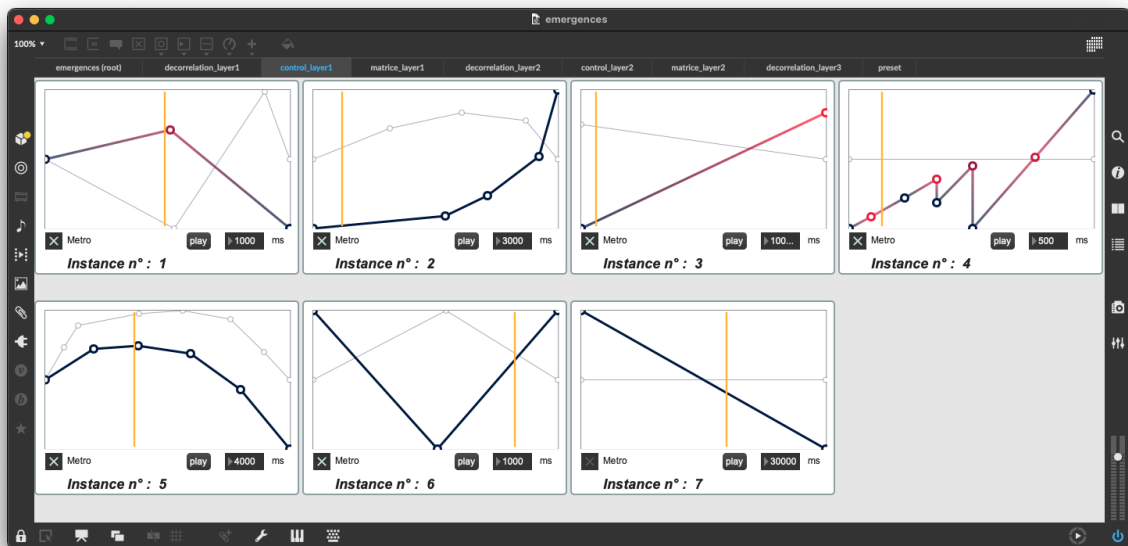 emergences
100% ▼
emergences (root) decorrelation_layer1 control_layer1 matrice_layer1 decorrelation_layer2 control_layer2 matrice_layer2 decorrelation_layer3 preset
Metro play 1000 ms
Instance n° : 1
Metro play 3000 ms
Instance n° : 2
Metro play 100... ms
Instance n° : 3
Metro play 500 ms
Instance n° : 4
Metro play 4000 ms
Instance n° : 5
Metro play 1000 ms
Instance n° : 6
Metro play 30000 ms
Instance n° : 7